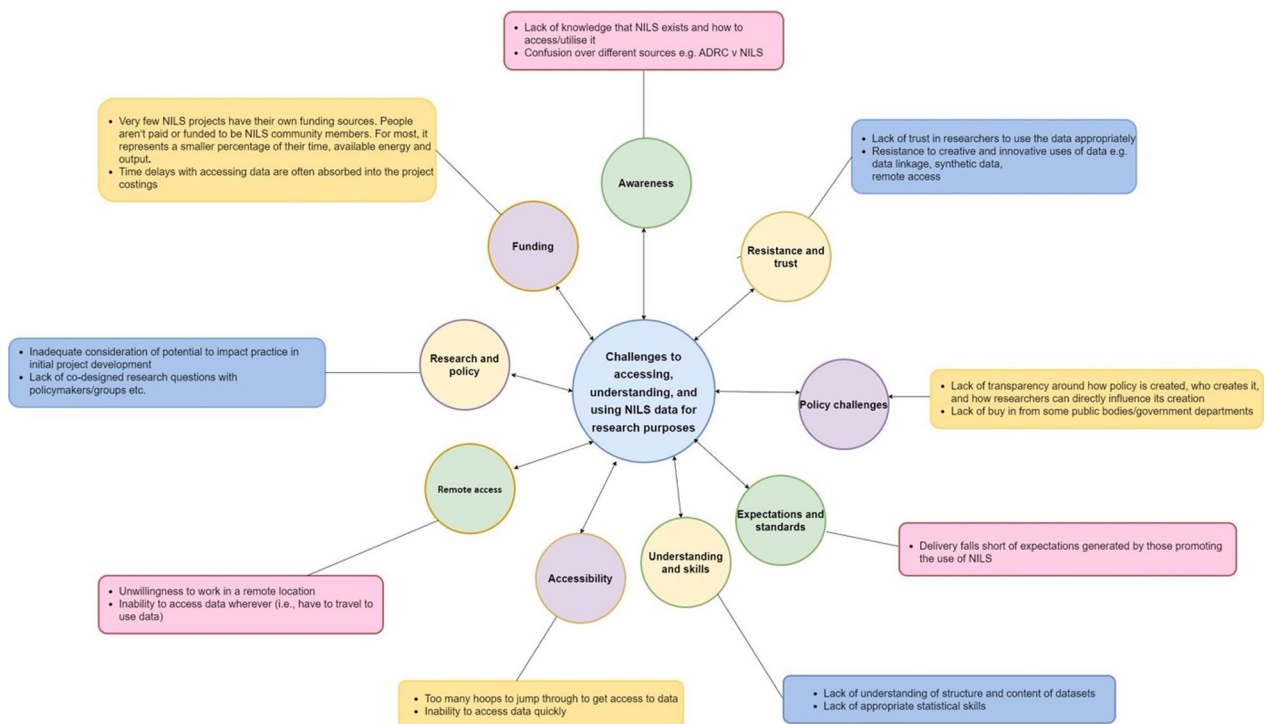 • Lack of knowledge that NILS exists and how to
access/utilise it
• Confusion over different sources e.g. ADRC v NILS
Awareness
• Very few NILS projects have their own funding sources. People
aren't paid or funded to be NILS community members. For most, it
represents a smaller percentage of their time, available energy and
output.
• Time delays with accessing data are often absorbed into the project
costings
Funding
• Lack of trust in researchers to use the data appropriately
• Resistance to creative and innovative uses of data e.g.
data linkage, synthetic data,
remote access
Resistance and
trust
• Inadequate consideration of potential to impact practice in
initial project development
• Lack of co-designed research questions with
policymakers/groups etc.
Research and
policy
Challenges to
accessing,
understanding, and
using NILS data for
research purposes
Policy challenges
• Lack of transparency around how policy is created, who creates it,
and how researchers can directly influence its creation
• Lack of buy in from some public bodies/government departments
Remote access
• Unwillingness to work in a remote location
• Inability to access data wherever (i.e., have to travel to
use data)
Accessibility
• Too many hoops to jump through to get access to data
• Inability to access data quickly
Understanding
and skills
• Lack of understanding of structure and content of datasets
• Lack of appropriate statistical skills
Expectations and
standards
• Delivery falls short of expectations generated by those promoting
the use of NILS